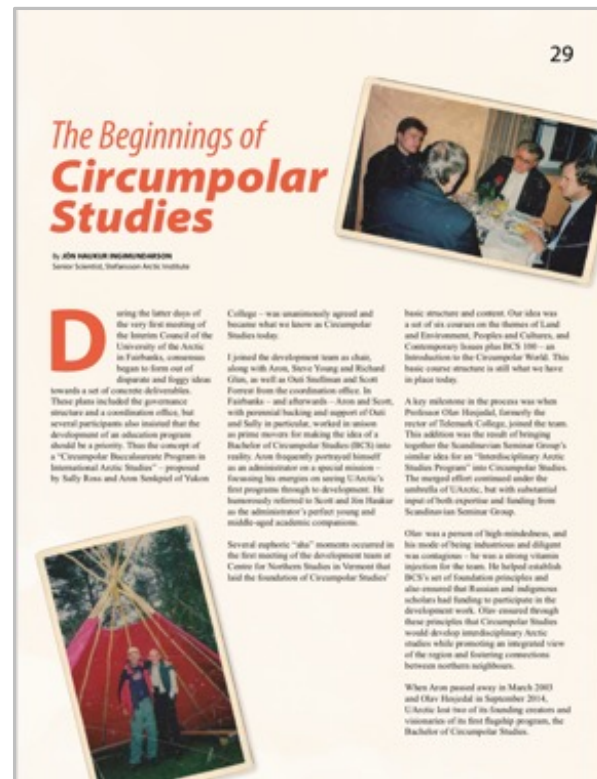 29
The Beginnings of
Circumpolar
Studies
By JÓN HAUKUR INGIMUNDARSON
Senior Scientist, Stefansson Arctic Institute
During the latter days of
the very first meeting of
the Interim Council of the
University of the Arctic
in Fairbanks, consensus
began to form out of
disparate and foggy ideas
towards a set of concrete deliverables.
These plans included the governance
structure and a coordination office, but
several participants also insisted that the
development of an education program
should be a priority. Thus the concept of
a “Circumpolar Baccalaureate Program in
International Arctic Studies” – proposed
by Sally Ross and Aron Senkpiel of Yukon
College – was unanimously agreed and
became what we know as Circumpolar
Studies today.
I joined the development team as chair,
along with Aron, Steve Young and Richard
Glen, as well as Outi Snellman and Scott
Forrest from the coordination office. In
Fairbanks – and afterwards – Aron and Scott,
with perennial backing and support of Outi
and Sally in particular, worked in unison
as prime movers for making the idea of a
Bachelor of Circumpolar Studies (BCS) into
reality. Aron frequently portrayed himself
as an administrator on a special mission –
focussing his energies on seeing UArctic’s
first programs through to development. He
humorously referred to Scott and Jón Haukur
as the administrator’s perfect young and
middle-aged academic companions.
Several euphoric “aha” moments occurred in
the first meeting of the development team at
Centre for Northern Studies in Vermont that
laid the foundation of Circumpolar Studies’
basic structure and content. Our idea was
a set of six courses on the themes of Land
and Environment, Peoples and Cultures, and
Contemporary Issues plus BCS 100 – an
Introduction to the Circumpolar World. This
basic course structure is still what we have
in place today.
A key milestone in the process was when
Professor Olav Hesjedal, formerly the
rector of Telemark College, joined the team.
This addition was the result of bringing
together the Scandinavian Seminar Group’s
similar idea for an “Interdisciplinary Arctic
Studies Program” into Circumpolar Studies.
The merged effort continued under the
umbrella of UArctic, but with substantial
input of both expertise and funding from
Scandinavian Seminar Group.
Olav was a person of high-mindedness, and
his mode of being industrious and diligent
was contagious – he was a strong vitamin
injection for the team. He helped establish
BCS’s set of foundation principles and
also ensured that Russian and indigenous
scholars had funding to participate in the
development work. Olav ensured through
these principles that Circumpolar Studies
would develop interdisciplinary Arctic
studies while promoting an integrated view
of the region and fostering connections
between northern neighbours.
When Aron passed away in March 2003
and Olav Hesjedal in September 2014,
UArctic lost two of its founding creators and
visionaries of its first flagship program, the
Bachelor of Circumpolar Studies.